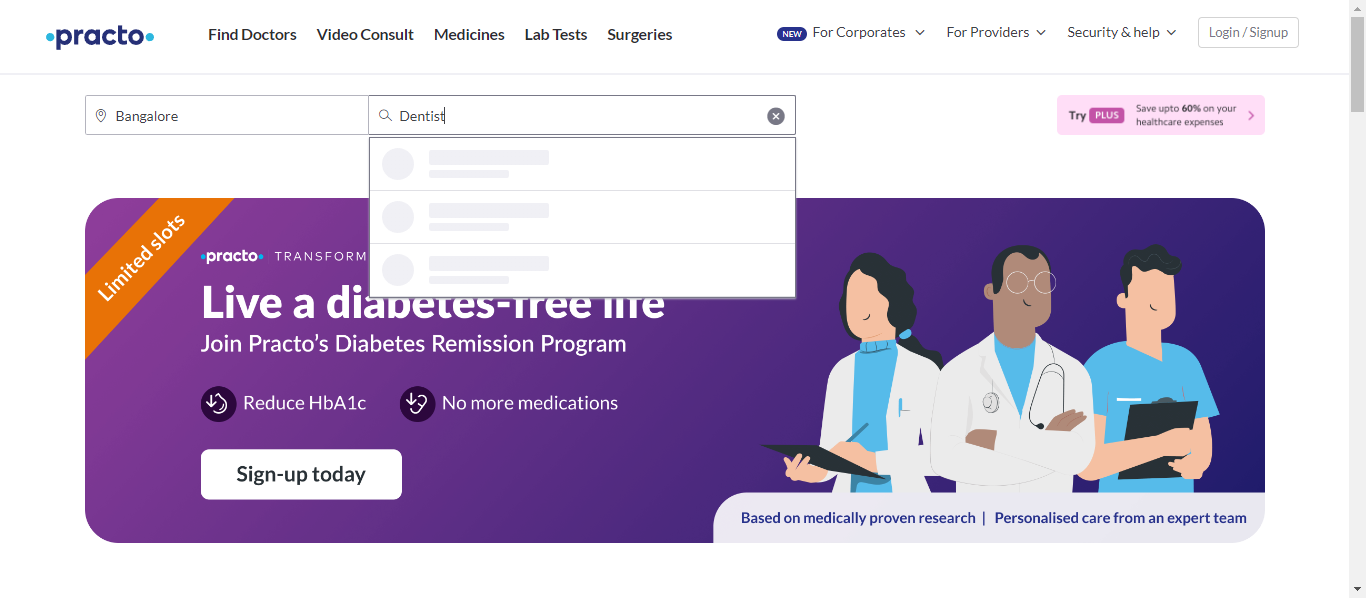 practo
Find Doctors
Video Consult
Medicines
Lab Tests
Surgeries
NEW For Corporates
For Providers
Security & help
Login / Signup
Bangalore
Dentist
Try PLUS
Save upto 60% on your
healthcare expenses
Limited slots
practo | TRANSFORM
Live a diabetes-free life
Join Practo's Diabetes Remission Program
Reduce HbA1c
No more medications
Sign-up today
Based on medically proven research | Personalised care from an expert team